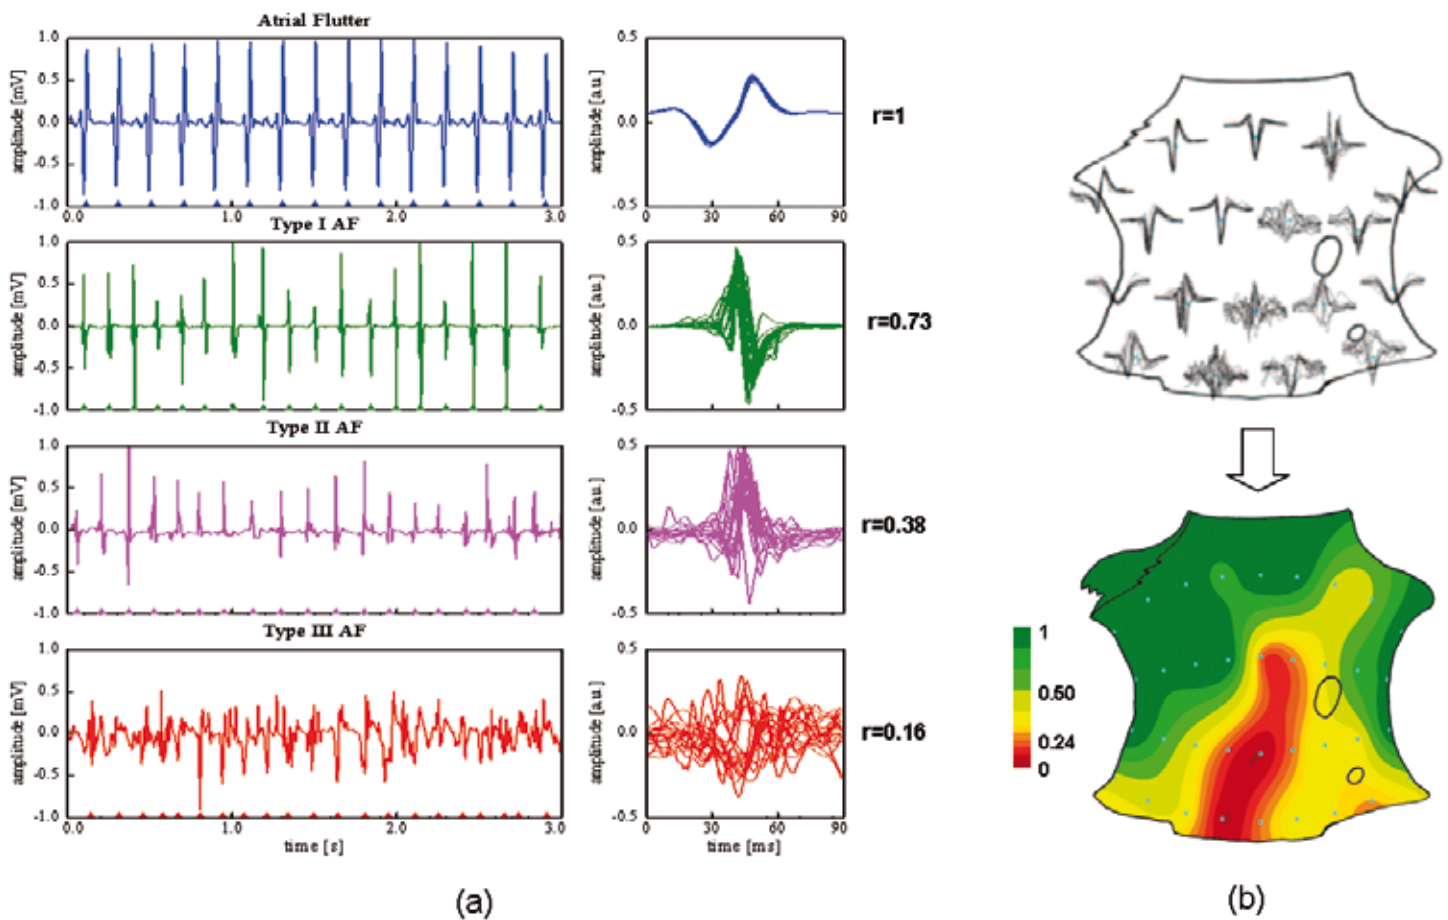 Atrial Flutter
1.0
0.5
0.0
-0.5
-1.0
amplitude [mV]
0.0 1.0 2.0 3.0
0.5
0.0
-0.5
amplitude [a.u.]
0 30 60 90
r=1
Type I AF
1.0
0.5
0.0
-0.5
-1.0
amplitude [mV]
0.5
0.0
-0.5
amplitude [a.u.]
r=0.73
Type II AF
1.0
0.5
0.0
-0.5
-1.0
amplitude [mV]
0.5
0.0
-0.5
amplitude [a.u.]
r=0.38
Type III AF
1.0
0.5
0.0
-0.5
-1.0
amplitude [mV]
0.0 1.0 2.0 3.0
time [s]
0.5
0.0
-0.5
amplitude [a.u.]
0 30 60 90
time [ms]
r=0.16
(a)
1
0.50
0.24
0
(b)